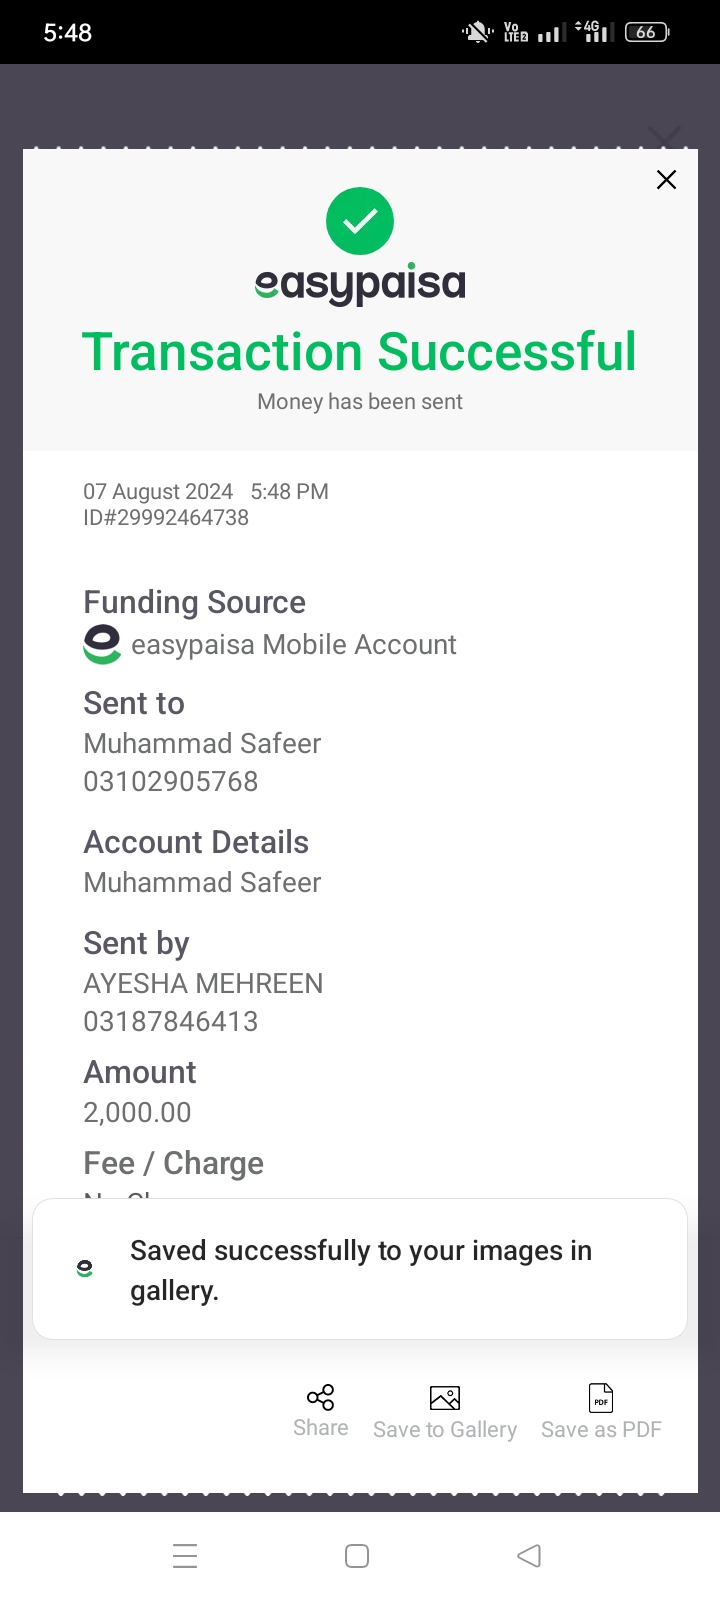 5:48
Vo
LTE2
4G
66
easypaisa
Transaction Successful
Money has been sent
07 August 2024 5:48 PM
ID#29992464738
Funding Source
easypaisa Mobile Account
Sent to
Muhammad Safeer
03102905768
Account Details
Muhammad Safeer
Sent by
AYESHA MEHREEN
03187846413
Amount
2,000.00
Fee / Charge
Saved successfully to your images in
gallery.
PDF
Share
Save to Gallery
Save as PDF